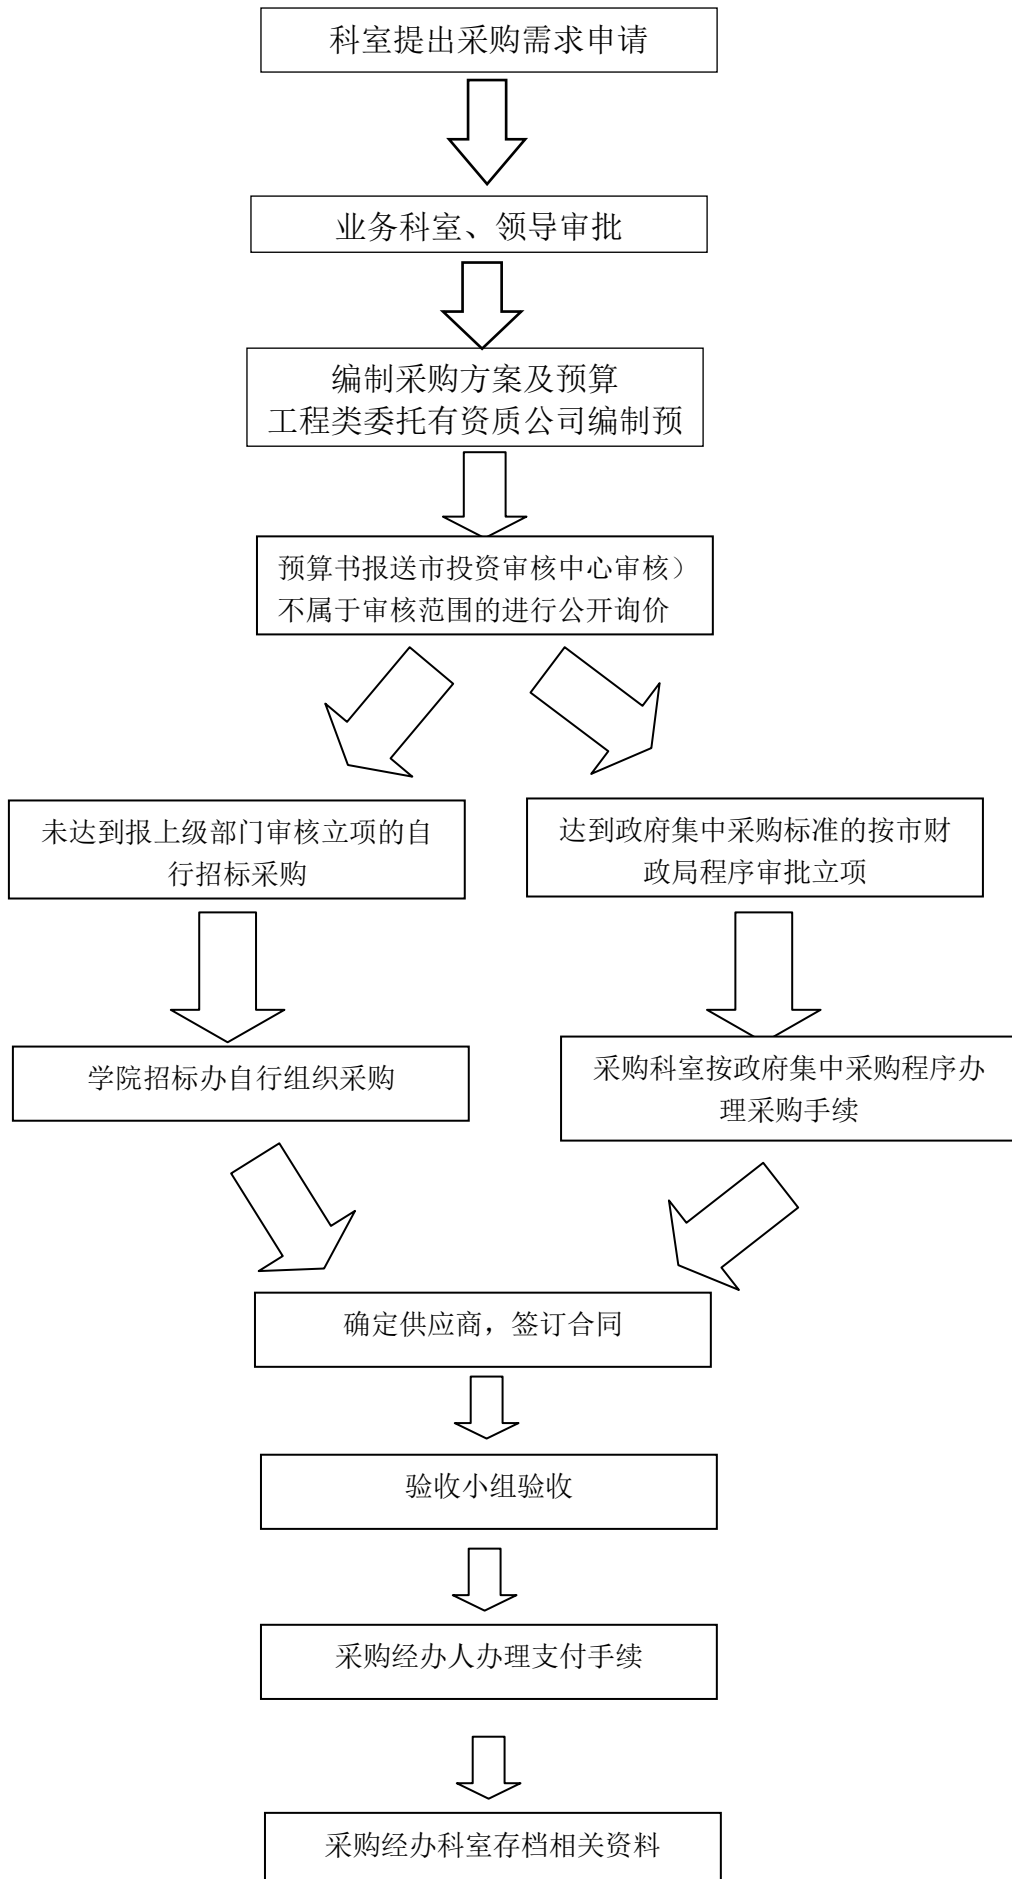 科室提出采购需求申请
业务科室、领导审批
编制采购方案及预算
工程类委托有资质公司编制预
预算书报送市投资审核中心审核）
不属于审核范围的进行公开询价
未达到报上级部门审核立项的自
行招标采购
达到政府集中采购标准的按市财
政局程序审批立项
学院招标办自行组织采购
采购科室按政府集中采购程序办
理采购手续
确定供应商，签订合同
验收小组验收
采购经办人办理支付手续
采购经办科室存档相关资料